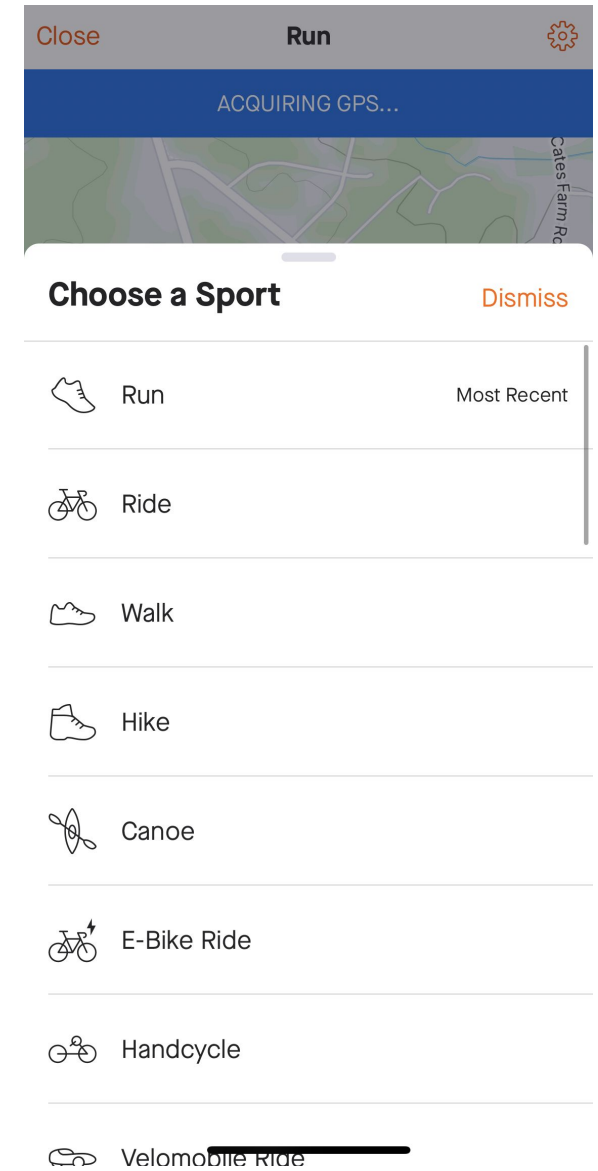 Close Run
ACQUIRING GPS...
Cates Farm Rd
Choose a Sport Dismiss
Run Most Recent
Ride
Walk
Hike
Canoe
E-Bike Ride
Handcycle
Velomobile Ride